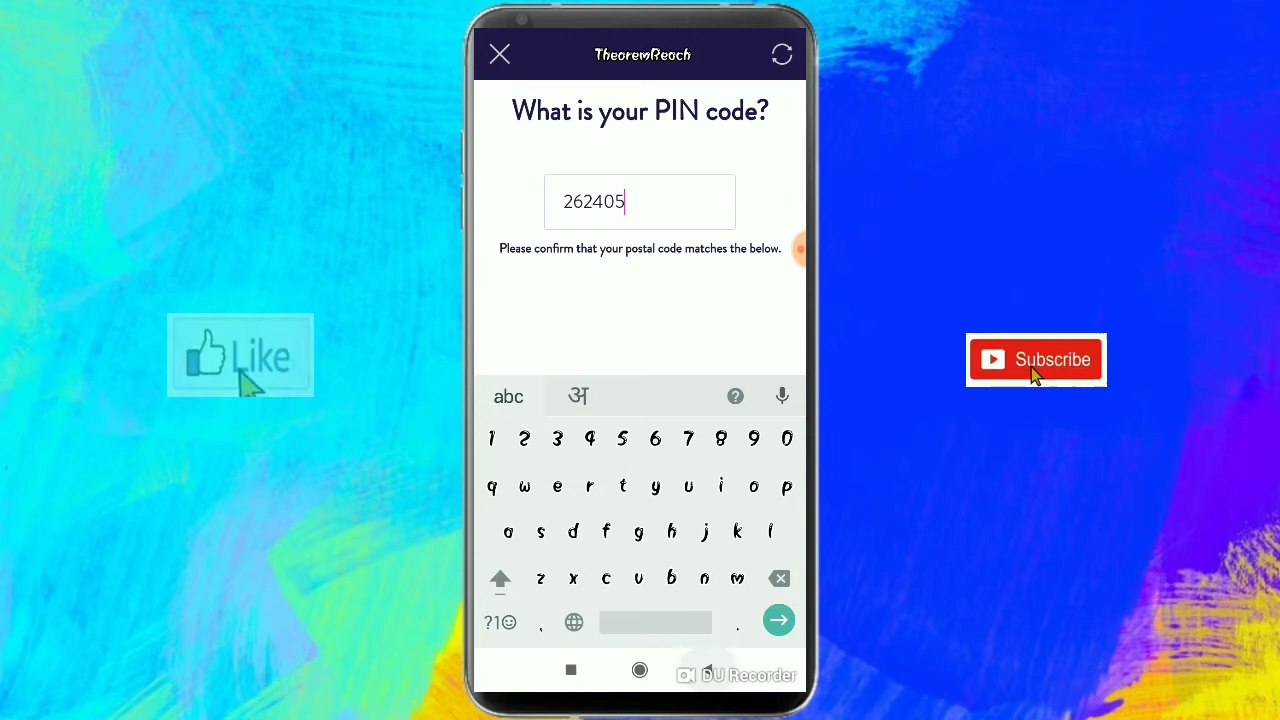 TheoremReach
What is your PIN code?
262405
Please confirm that your postal code matches the below.
Like
Subscribe
abc अ ?
1 2 3 4 5 6 7 8 9 0
q w e r t y u i o p
a s d f g h j k l
z x c v b n m
?1☺ , .
DU Recorder